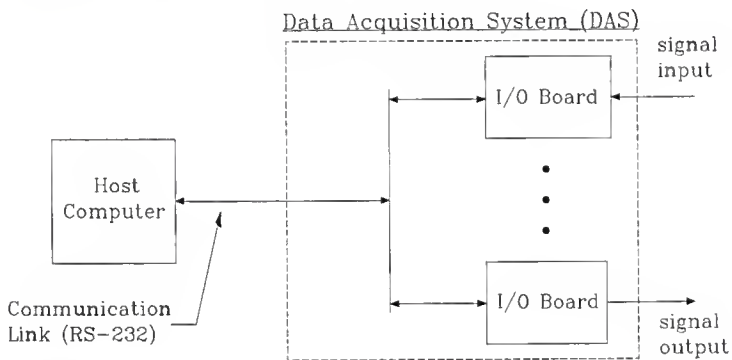 Data Acquisition System (DAS)
signal
input
I/O Board
Host
Computer
I/O Board
Communication
Link (RS-232)
signal
output